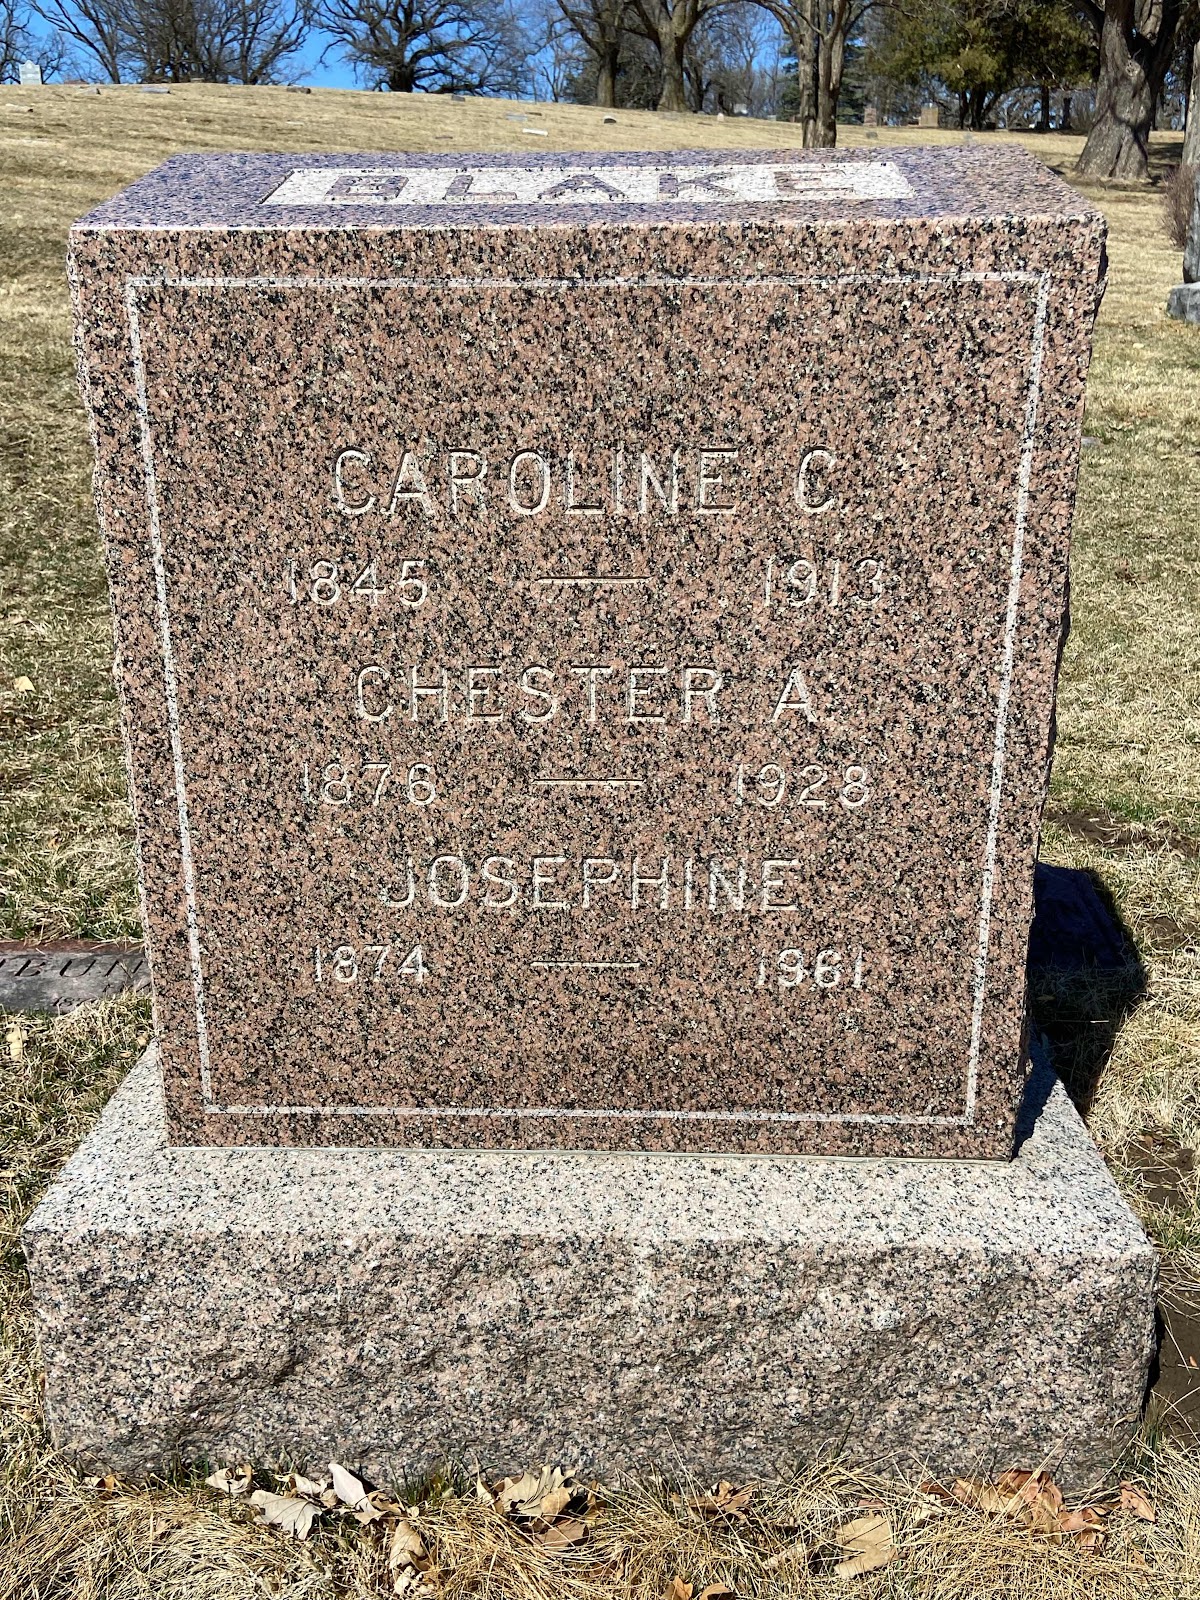 BLAKE
CAROLINE C.
1845 — 1913
CHESTER A.
1876 — 1928
JOSEPHINE
1874 — 1961